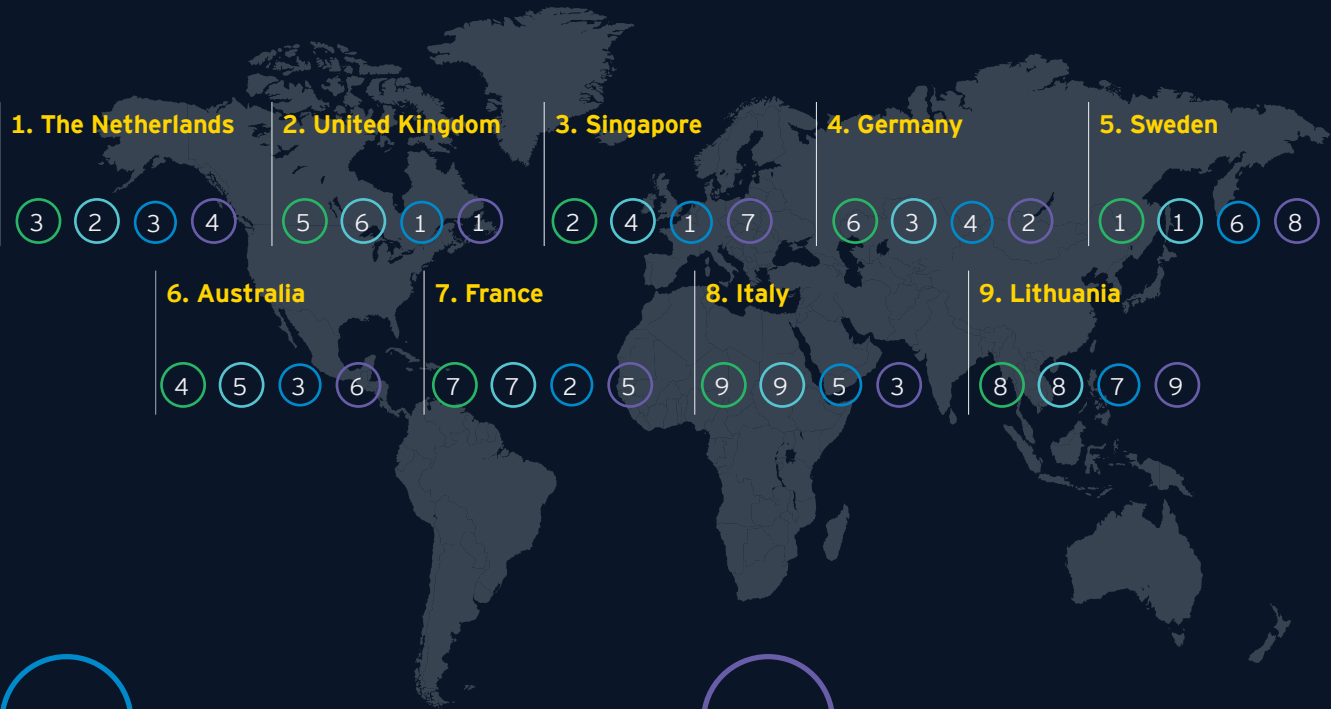 1. The Netherlands 2. United Kingdom 3. Singapore 4. Germany 5. Sweden
3 2 3 4 5 6 1 1 2 4 1 7 6 3 4 2 1 1 6 8
6. Australia 7. France 8. Italy 9. Lithuania
4 5 3 6 7 7 2 5 9 9 5 3 8 8 7 9